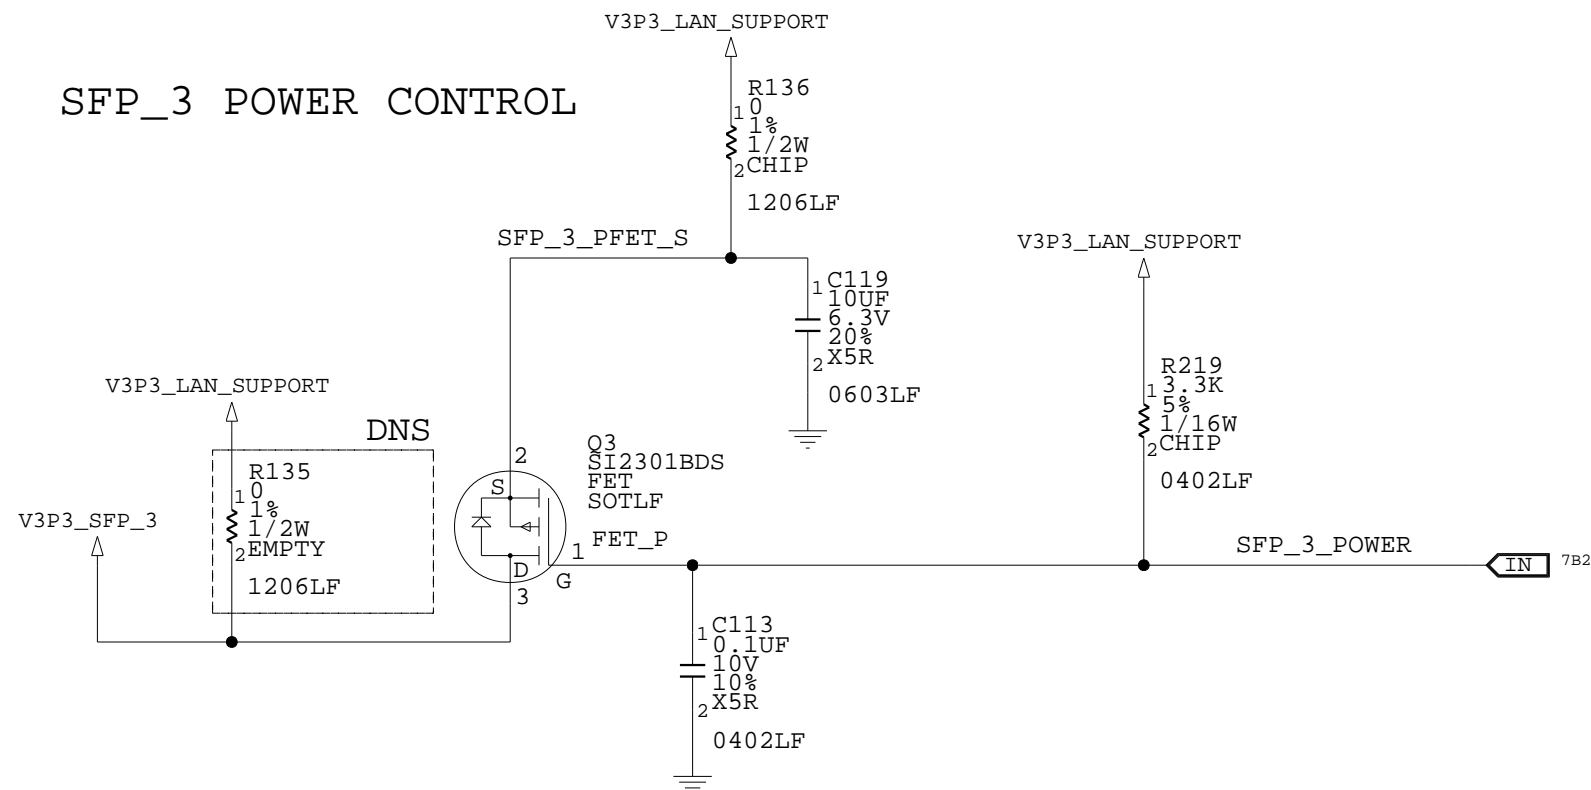 V3P3_LAN_SUPPORT
SFP_3 POWER CONTROL
R136
1 0
1%
1/2W
2 CHIP
1206LF
SFP_3_PFET_S
V3P3_LAN_SUPPORT
1 C119
10UF
6.3V
20%
2 X5R
0603LF
R219
1 3.3K
5%
1/16W
2 CHIP
0402LF
V3P3_LAN_SUPPORT
DNS
R135
1 0
1%
1/2W
2 EMPTY
1206LF
V3P3_SFP_3
2
S
D
3
G
1
Q3
SI2301BDS
FET
SOTLF
FET_P
SFP_3_POWER
IN
7B2
1 C113
0.1UF
10V
10%
2 X5R
0402LF